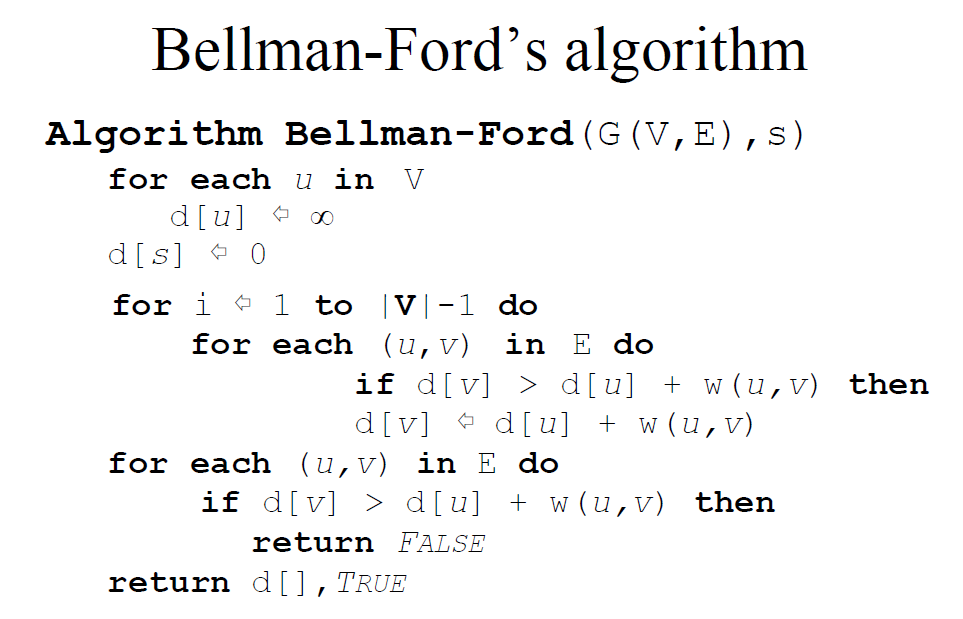 Bellman-Ford's algorithm
Algorithm Bellman-Ford(G(V,E),s)
for each u in V
d[u] ⇦ ∞
d[s] ⇦ 0
for i ⇦ 1 to |V|-1 do
for each (u,v) in E do
if d[v] > d[u] + w(u,v) then
d[v] ⇦ d[u] + w(u,v)
for each (u,v) in E do
if d[v] > d[u] + w(u,v) then
return FALSE
return d[],TRUE